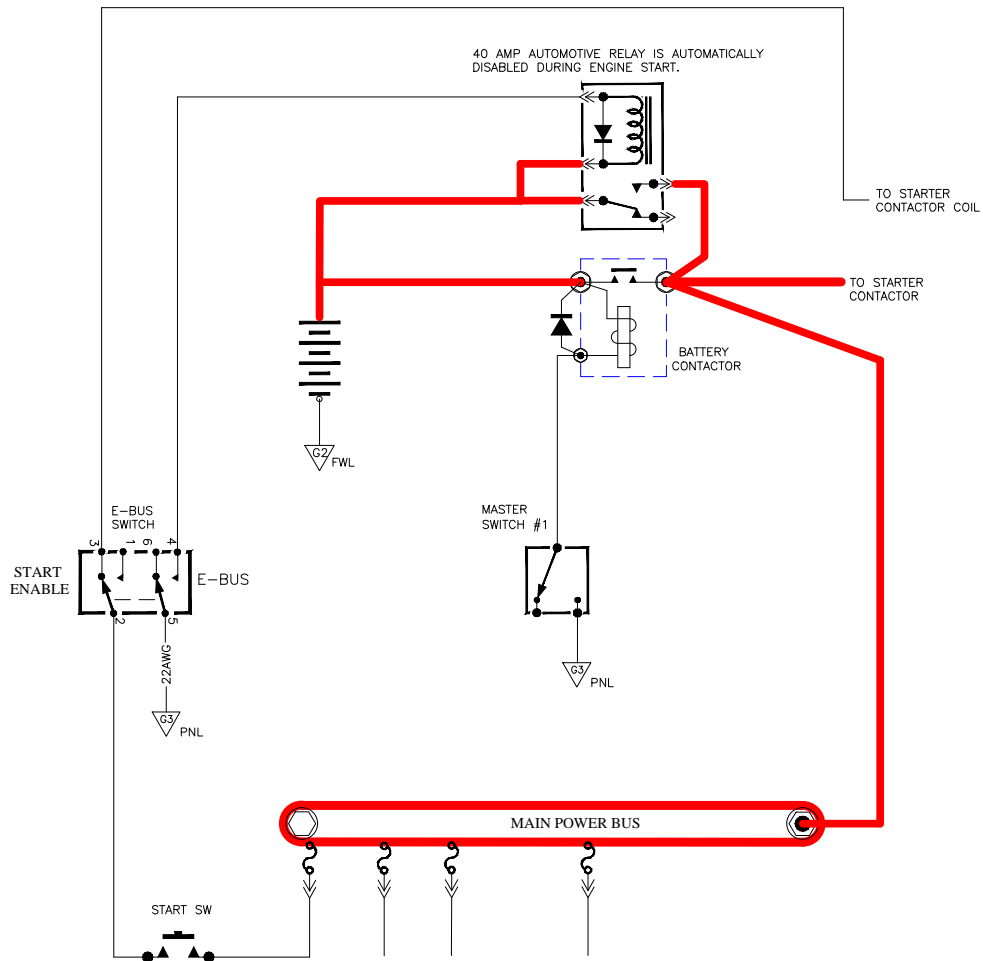 40 AMP AUTOMOTIVE RELAY IS AUTOMATICALLY
DISABLED DURING ENGINE START.
TO STARTER
CONTACTOR COIL
TO STARTER
CONTACTOR
BATTERY
CONTACTOR
G2
FWL
MASTER
SWITCH #1
E-BUS
SWITCH
3
1
6
4
START
ENABLE
E-BUS
2
5
22AWG
G3
PNL
G3
PNL
MAIN POWER BUS
START SW